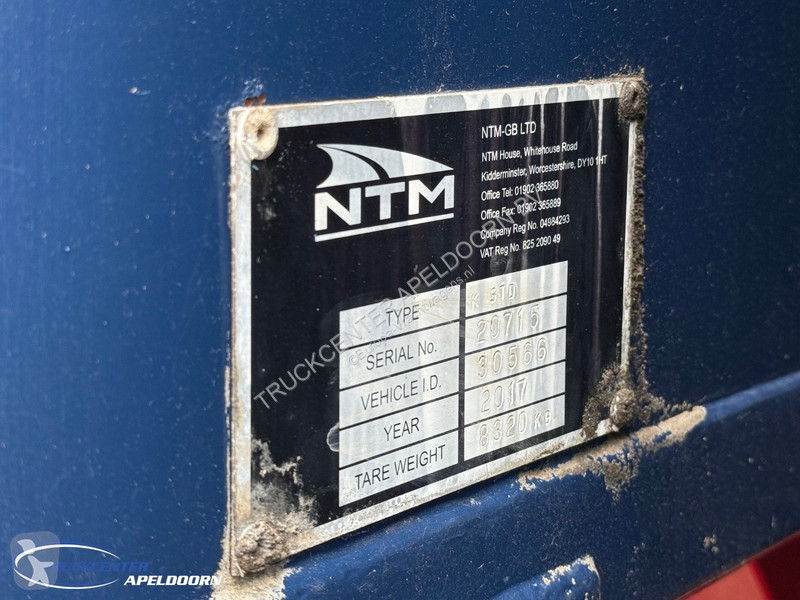 NTM
NTM-GB LTD
NTM House, Whitehouse Road
Kidderminster, Worcestershire, DY10 1HT
Office Tel: 01902 365880
Office Fax: 01902 365889
Company Reg No. 04984293
VAT Reg No. 825 2090 49
TYPE K STD
SERIAL No. 20715
VEHICLE I.D. 30566
YEAR 2017
TARE WEIGHT 8320 KG
TRUCKCENTER APELDOORN BV
TRUCKCENTER
APELDOORN